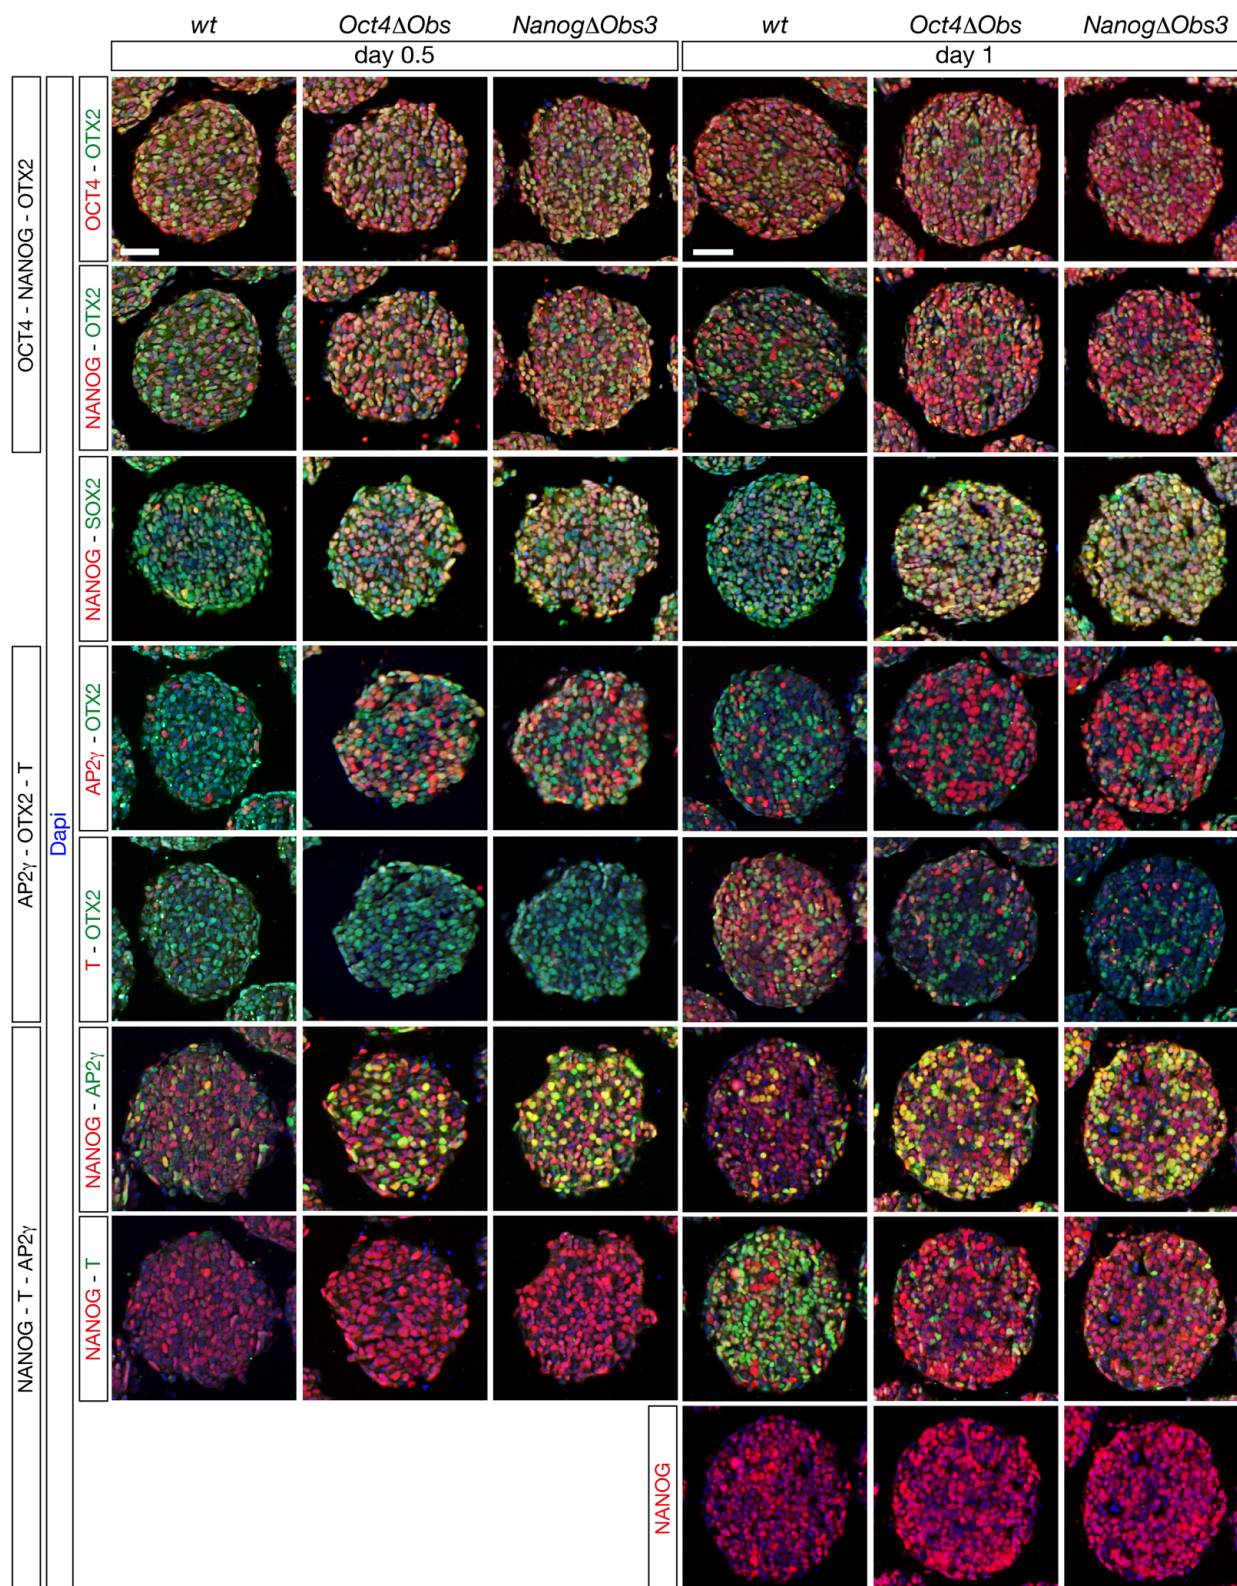 wt Oct4ΔObs NanogΔObs3 wt Oct4ΔObs NanogΔObs3
day 0.5 day 1
OCT4 - NANOG - OTX2
AP2γ - OTX2 - T
NANOG - T - AP2γ
Dapi
OCT4 - OTX2
NANOG - OTX2
NANOG - SOX2
AP2γ - OTX2
T - OTX2
NANOG - AP2γ
NANOG - T
NANOG